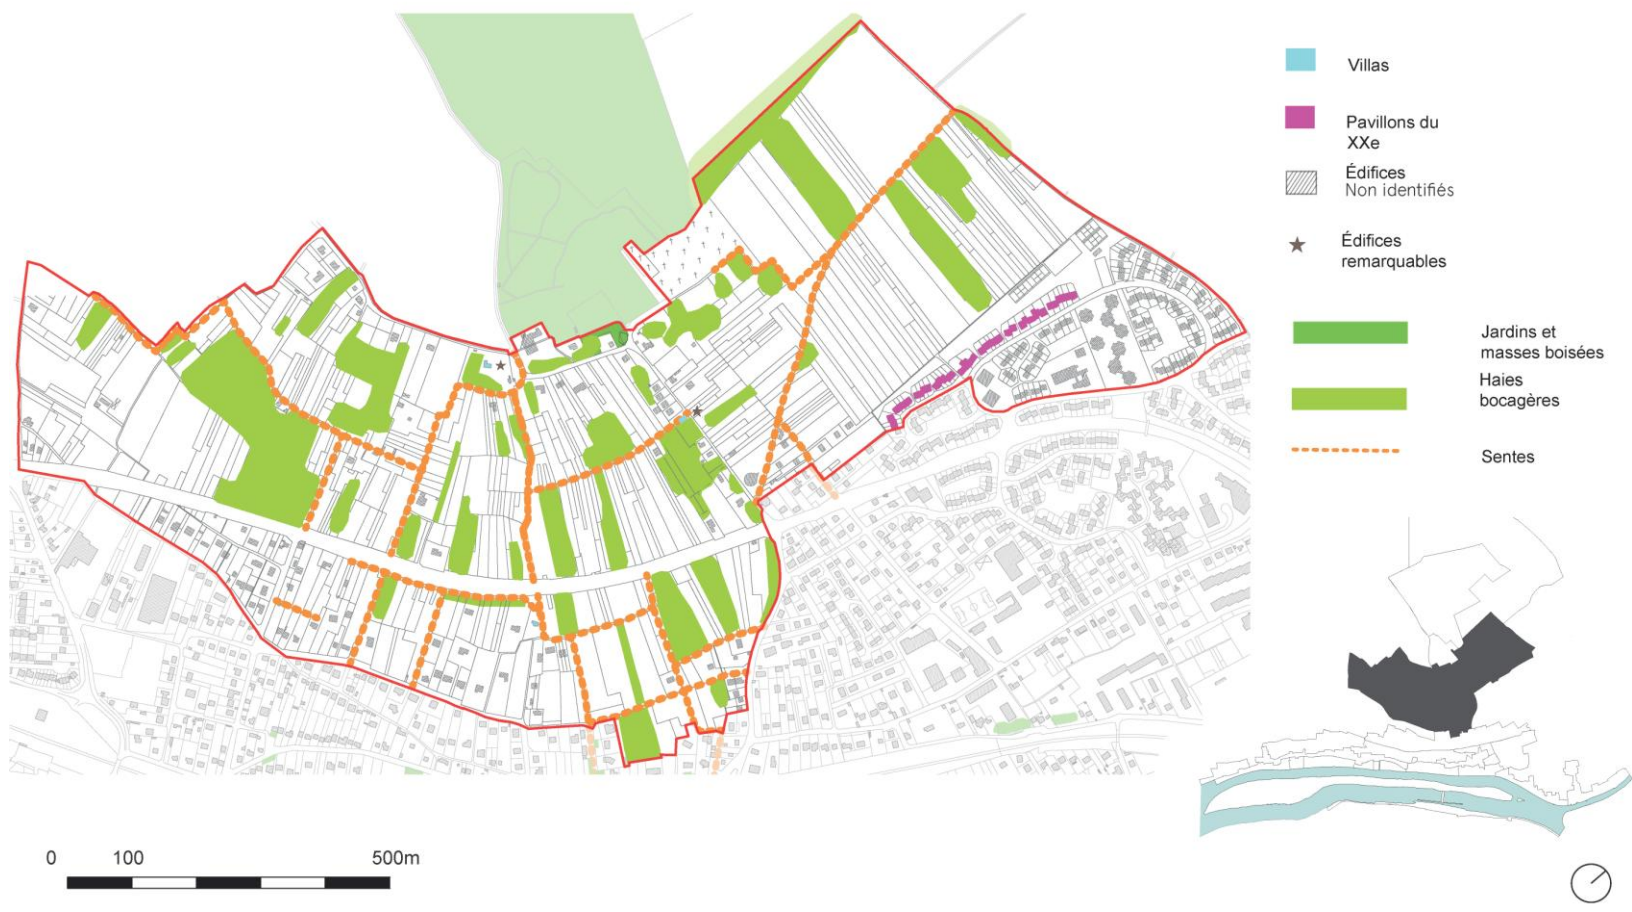 Villas
Pavillons du
XXe
Édifices
Non identifiés
Édifices
remarquables
Jardins et
masses boisées
Haies
bocagères
Sentes
0 100 500m